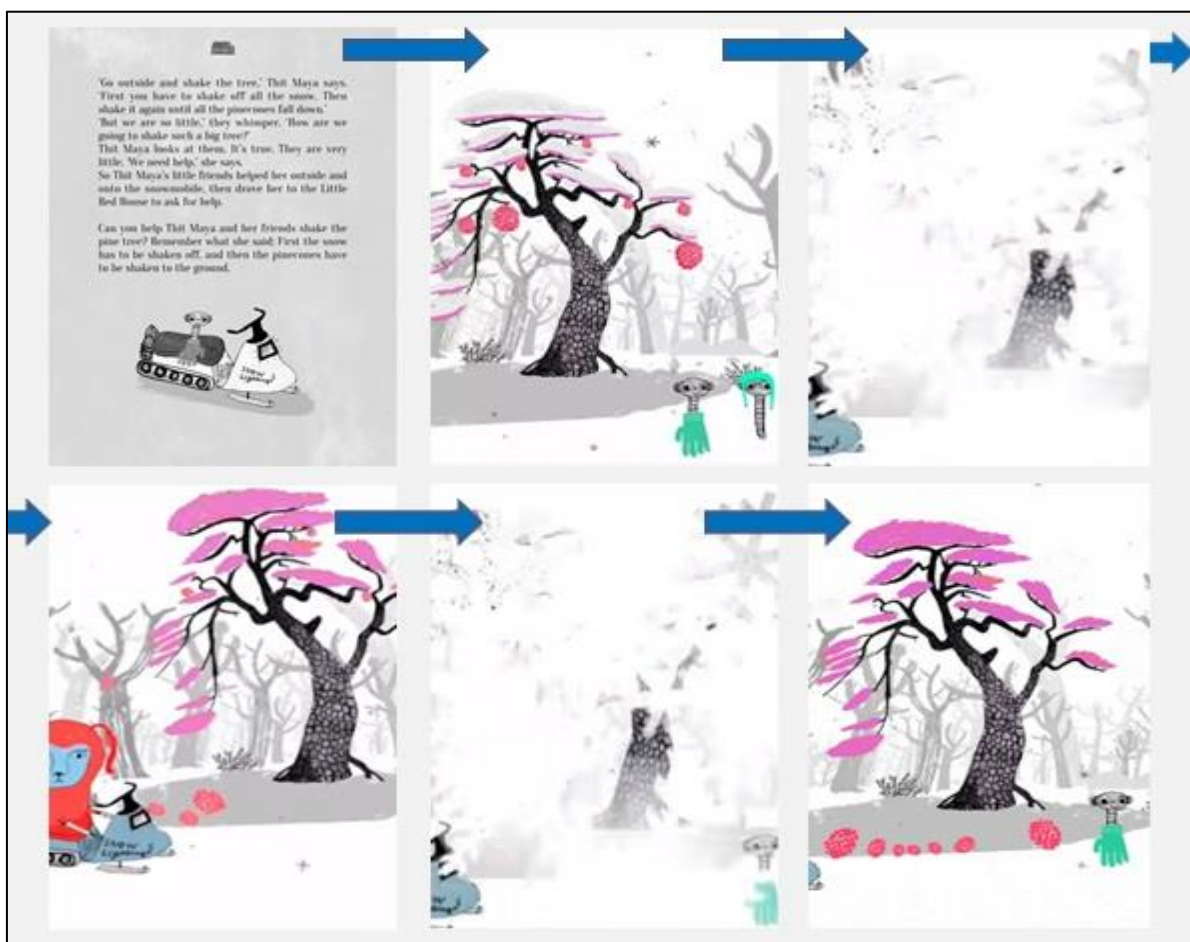 'Go outside and shake the tree,' Thit Maya says.
'First you have to shake off all the snow. Then
shake it again until all the pinecones fall down.'
'But we are so little,' they whimper. 'How are we
going to shake such a big tree?'
Thit Maya looks at them. It's true. They are very
little. 'We need help,' she says.
So Thit Maya's little friends helped her outside and
onto the snowmobile, then drove her to the Little
Red House to ask for help.
Can you help Thit Maya and her friends shake the
pine tree? Remember what she said: First the snow
has to be shaken off, and then the pinecones have
to be shaken to the ground.
Snow
Lightning
Snow
Lightning